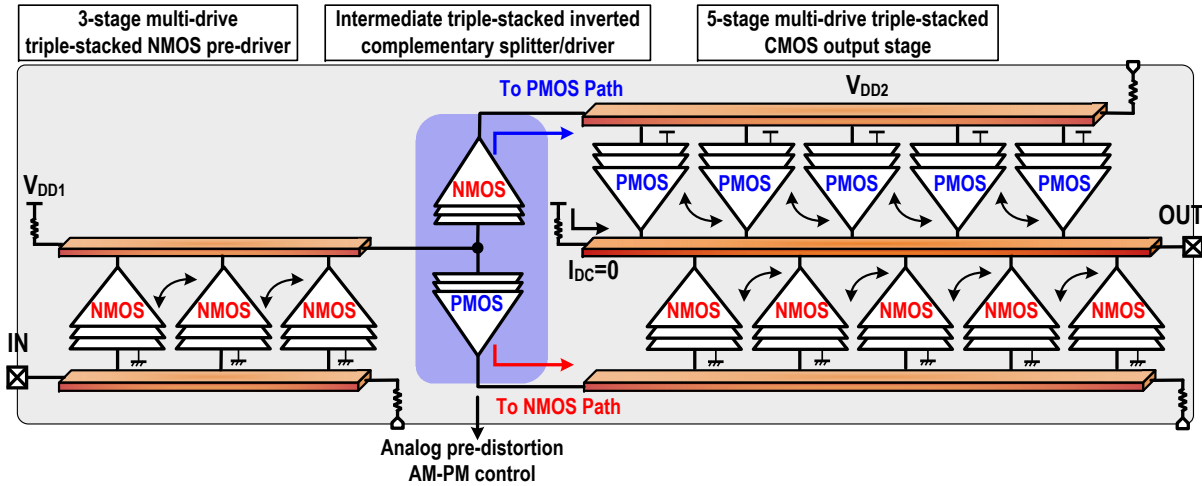 3-stage multi-drive
triple-stacked NMOS pre-driver
Intermediate triple-stacked inverted
complementary splitter/driver
5-stage multi-drive triple-stacked
CMOS output stage
To PMOS Path
VDD2
NMOS
PMOS
PMOS
PMOS
PMOS
PMOS
VDD1
OUT
IDC=0
PMOS
NMOS
NMOS
NMOS
NMOS
NMOS
NMOS
NMOS
NMOS
IN
To NMOS Path
Analog pre-distortion
AM-PM control